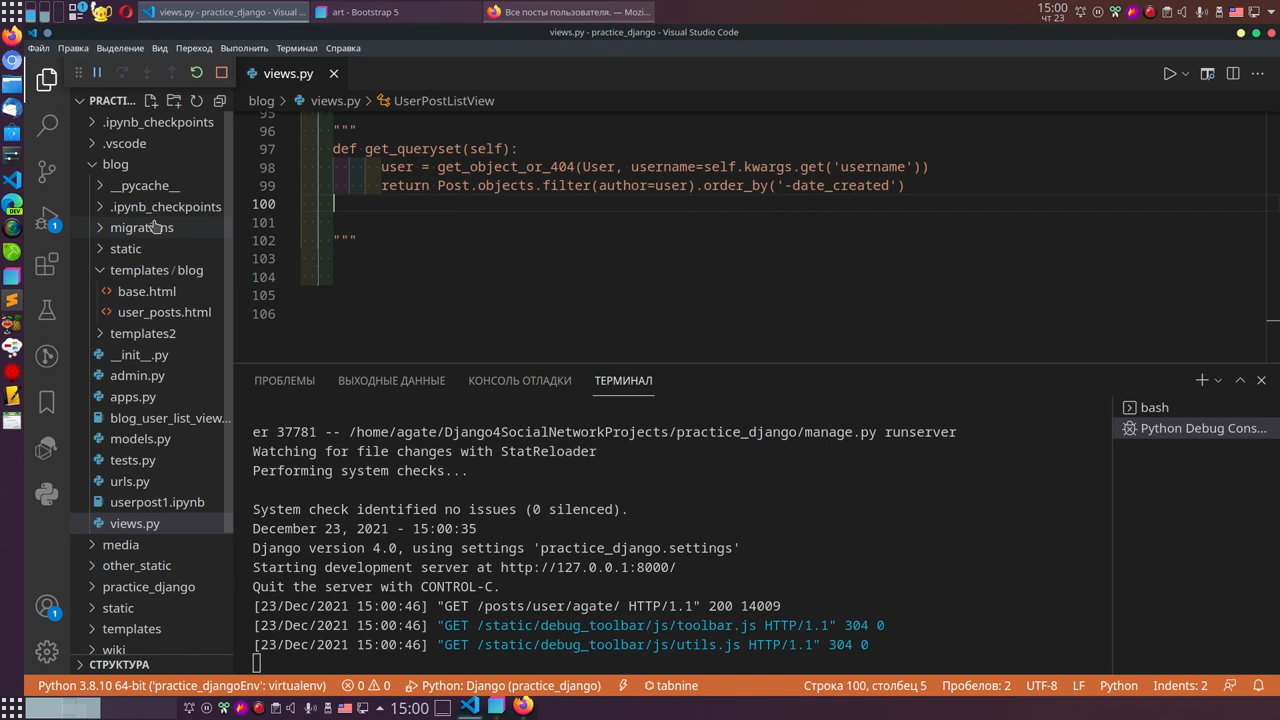 views.py - practice_django - Visual ...
art - Bootstrap 5
Все посты пользователя. — Mozi...
15:00
чт 23
views.py - practice_django - Visual Studio Code
Файл Правка Выделение Вид Переход Выполнить Терминал Справка
views.py
PRACTI...
blog > views.py > UserPostListView
.ipynb_checkpoints
.vscode
blog
__pycache__
.ipynb_checkpoints
migrations
static
templates / blog
base.html
user_posts.html
templates2
__init__.py
admin.py
apps.py
blog_user_list_view...
models.py
tests.py
urls.py
userpost1.ipynb
views.py
media
other_static
practice_django
static
templates
wiki
СТРУКТУРА
95
96 """
97 def get_queryset(self):
98 user = get_object_or_404(User, username=self.kwargs.get('username'))
99 return Post.objects.filter(author=user).order_by('-date_created')
100
101
102 """
103
104
105
106
ПРОБЛЕМЫ ВЫХОДНЫЕ ДАННЫЕ КОНСОЛЬ ОТЛАДКИ ТЕРМИНАЛ
bash
Python Debug Cons...
er 37781 -- /home/agate/Django4SocialNetworkProjects/practice_django/manage.py runserver
Watching for file changes with StatReloader
Performing system checks...
System check identified no issues (0 silenced).
December 23, 2021 - 15:00:35
Django version 4.0, using settings 'practice_django.settings'
Starting development server at http://127.0.0.1:8000/
Quit the server with CONTROL-C.
[23/Dec/2021 15:00:46] "GET /posts/user/agate/ HTTP/1.1" 200 14009
[23/Dec/2021 15:00:46] "GET /static/debug_toolbar/js/toolbar.js HTTP/1.1" 304 0
[23/Dec/2021 15:00:46] "GET /static/debug_toolbar/js/utils.js HTTP/1.1" 304 0
1
1
Python 3.8.10 64-bit ('practice_djangoEnv': virtualenv) 0 0 Python: Django (practice_django) tabnine Строка 100, столбец 5 Пробелов: 2 UTF-8 LF Python Indents: 2
15:00